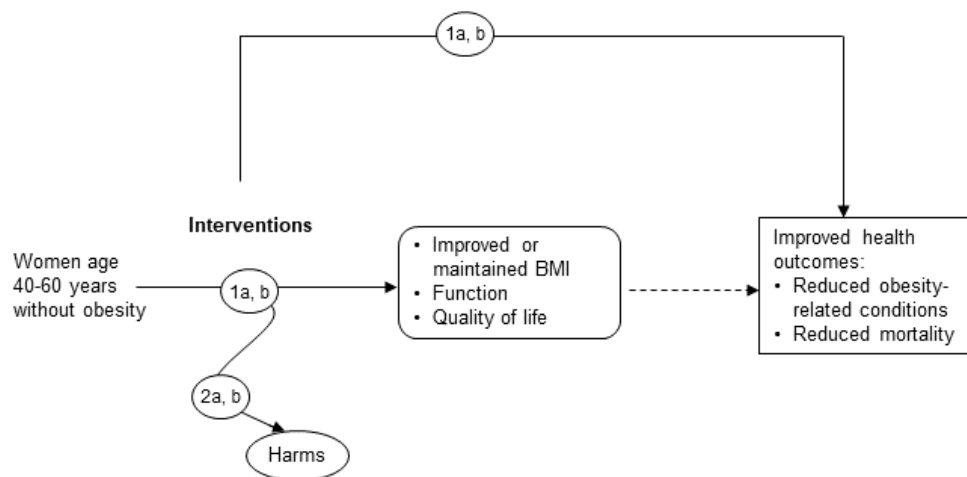 1a, b
Interventions
Women age
40-60 years
without obesity
1a, b
• Improved or
maintained BMI
• Function
• Quality of life
Improved health
outcomes:
• Reduced obesity-
related conditions
• Reduced mortality
2a, b
Harms